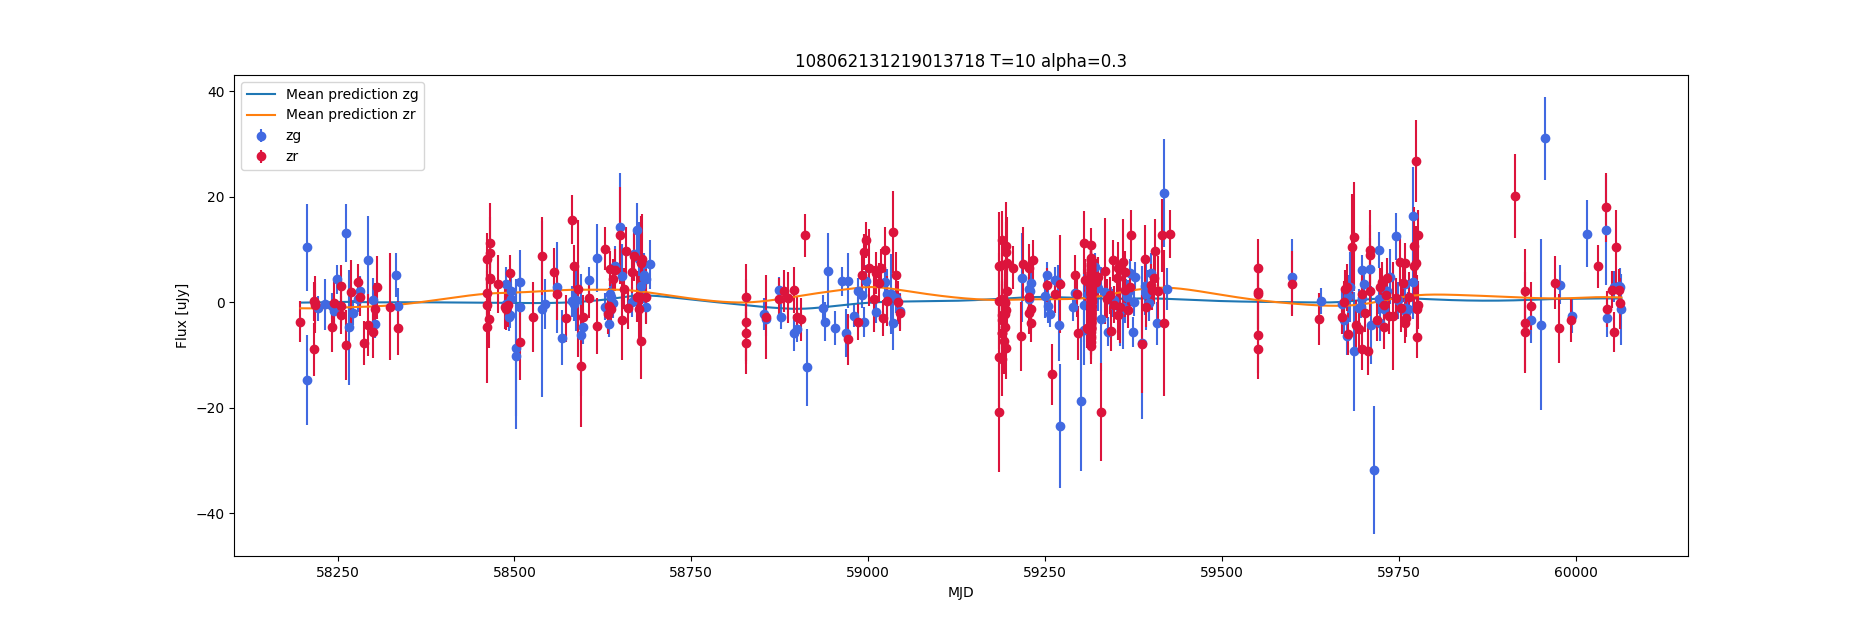 108062131219013718 T=10 alpha=0.3
Mean prediction zg
Mean prediction zr
zg
zr
Flux [uJy]
40
20
0
−20
−40
58250 58500 58750 59000 59250 59500 59750 60000
MJD